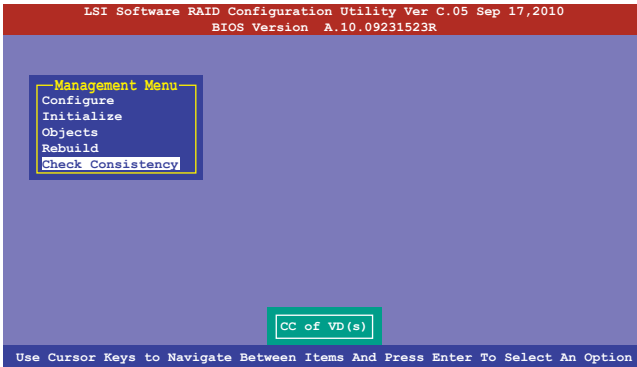 LSI Software RAID Configuration Utility Ver C.05 Sep 17,2010
BIOS Version A.10.09231523R
Management Menu
Configure
Initialize
Objects
Rebuild
Check Consistency
CC of VD(s)
Use Cursor Keys to Navigate Between Items And Press Enter To Select An Option